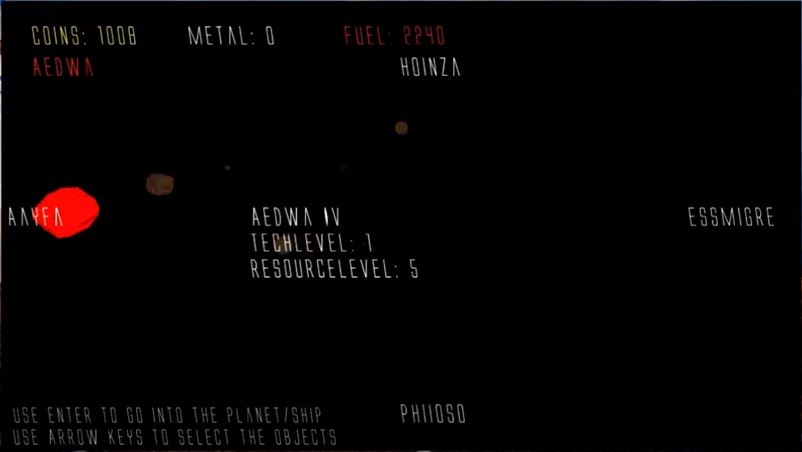 COINS: 1008 METAL: 0 FUEL: 2240
AEDWA HOINZA
AAYFA AEDWA IV ESSMIGRE
TECHLEVEL: 1
RESOURCELEVEL: 5
PHIIOSO
USE ENTER TO GO INTO THE PLANET/SHIP
USE ARROW KEYS TO SELECT THE OBJECTS